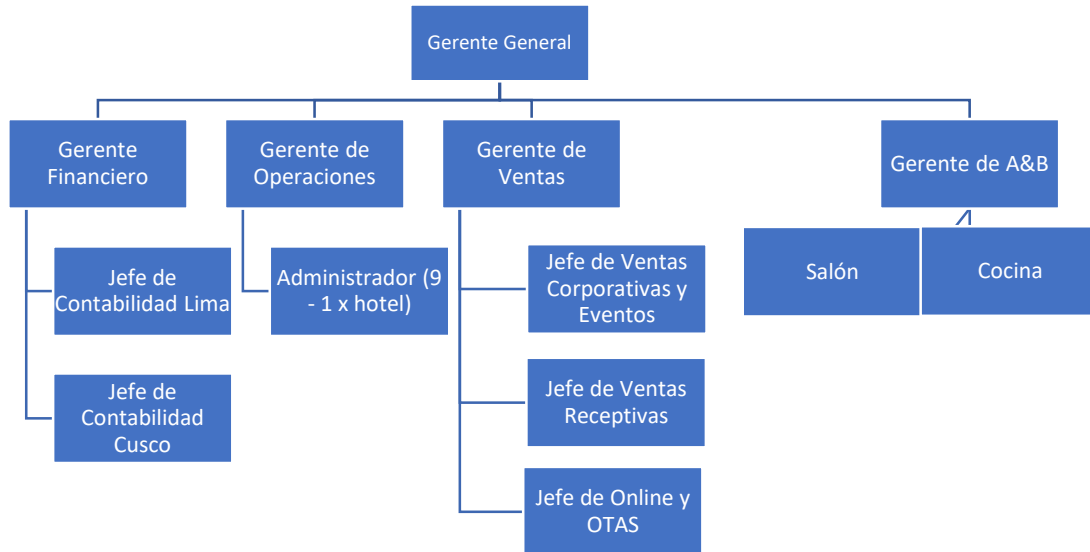 Gerente General
Gerente
Financiero
Gerente de
Operaciones
Gerente de
Ventas
Gerente de A&B
Jefe de
Contabilidad Lima
Jefe de
Contabilidad
Cusco
Administrador (9
- 1 x hotel)
Jefe de Ventas
Corporativas y
Eventos
Jefe de Ventas
Receptivas
Jefe de Online y
OTAS
Salón
Cocina